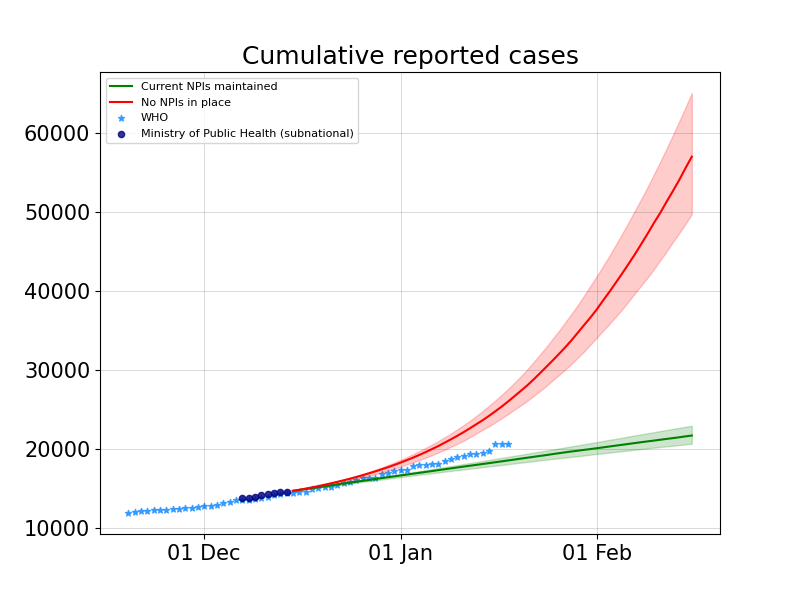 Cumulative reported cases
Current NPIs maintained
No NPIs in place
WHO
Ministry of Public Health (subnational)
60000
50000
40000
30000
20000
10000
01 Dec
01 Jan
01 Feb